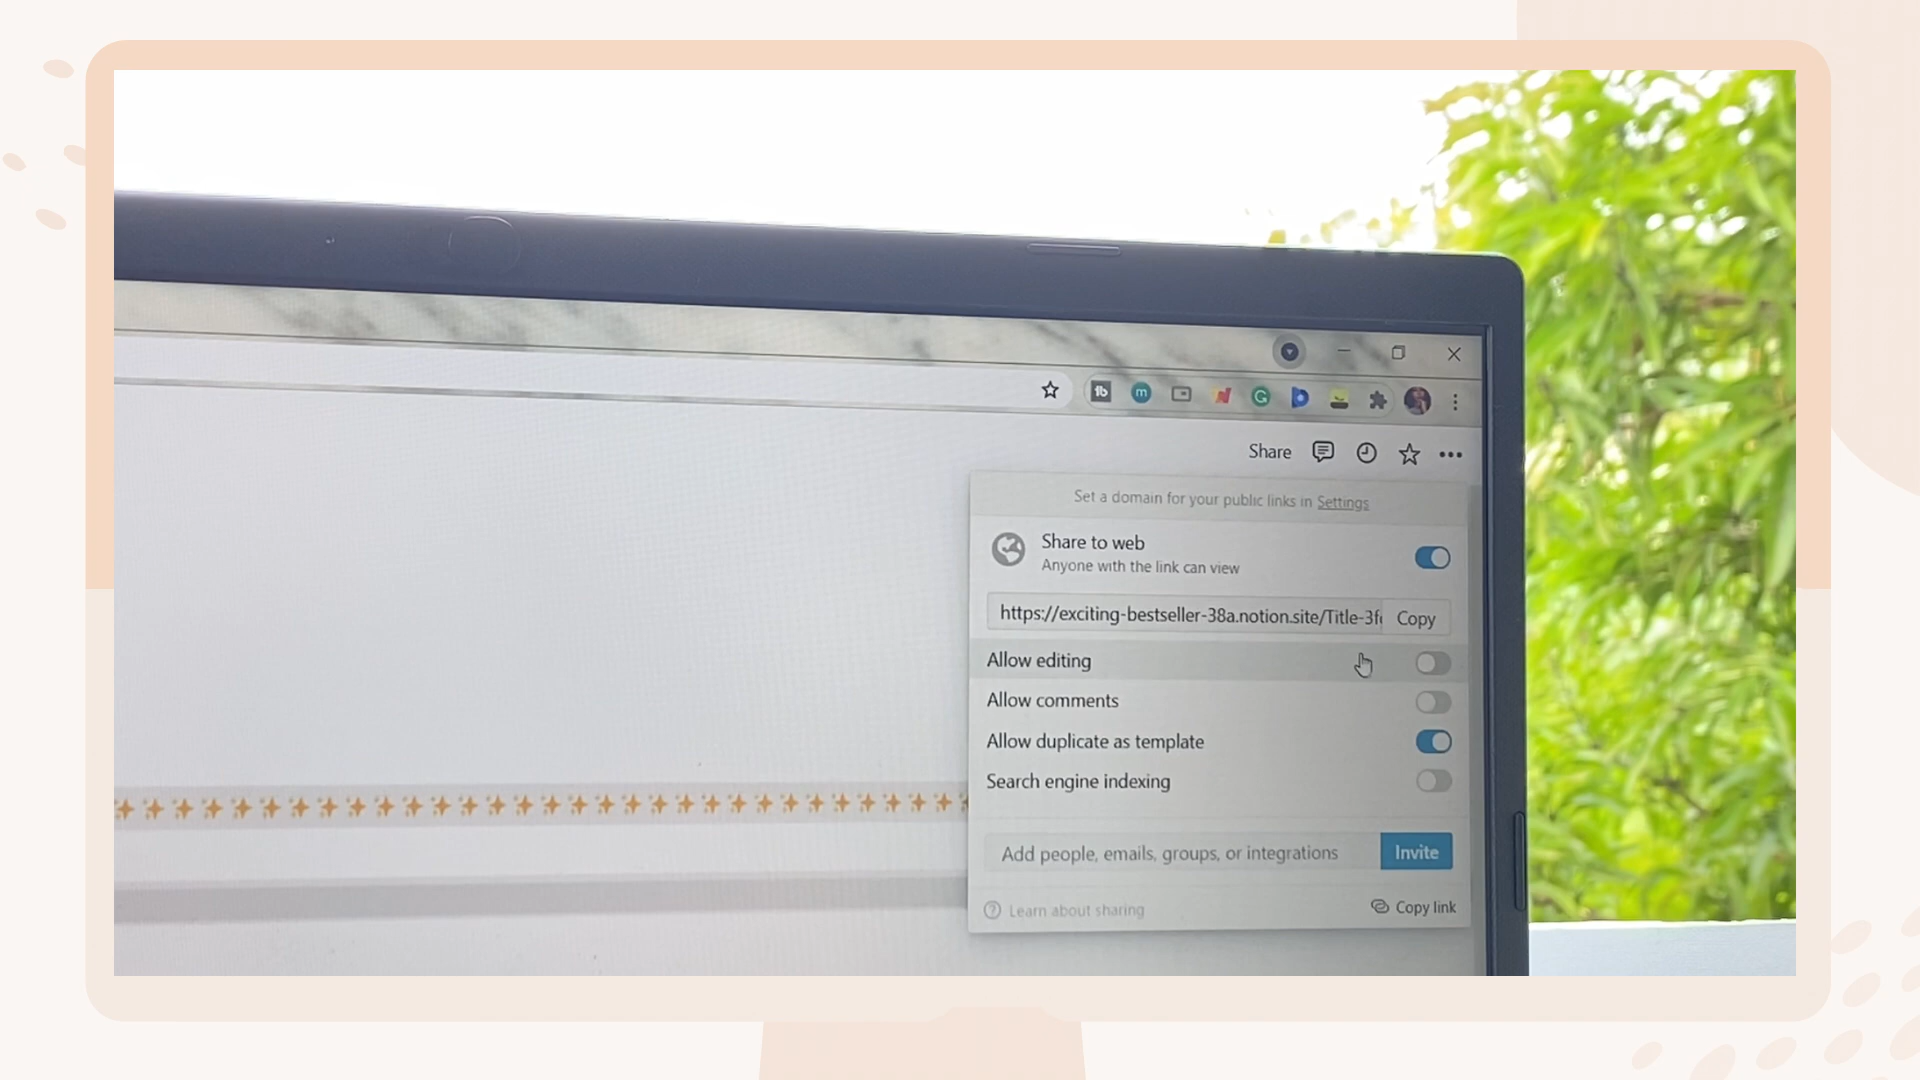 tb
m
G
Share
Set a domain for your public links in Settings
Share to web
Anyone with the link can view
https://exciting-bestseller-38a.notion.site/Title-3f Copy
Allow editing
Allow comments
Allow duplicate as template
Search engine indexing
Add people, emails, groups, or integrations Invite
? Learn about sharing Copy link